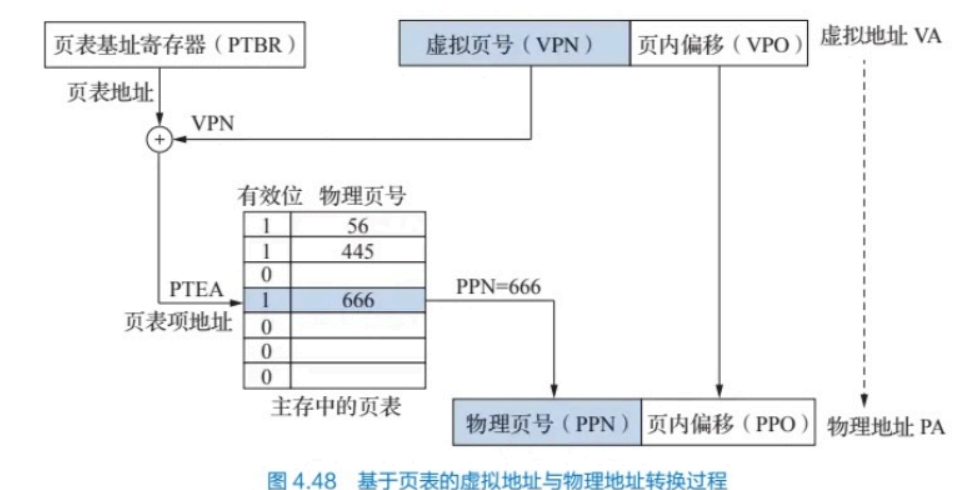 页表基址寄存器（PTBR）
虚拟页号（VPN） 页内偏移（VPO） 虚拟地址 VA
页表地址
VPN
+
有效位 物理页号
1 56
1 445
0
PTEA 1 666 PPN=666
页表项地址
0
0
0
主存中的页表
物理页号（PPN） 页内偏移（PPO） 物理地址 PA
图 4.48 基于页表的虚拟地址与物理地址转换过程